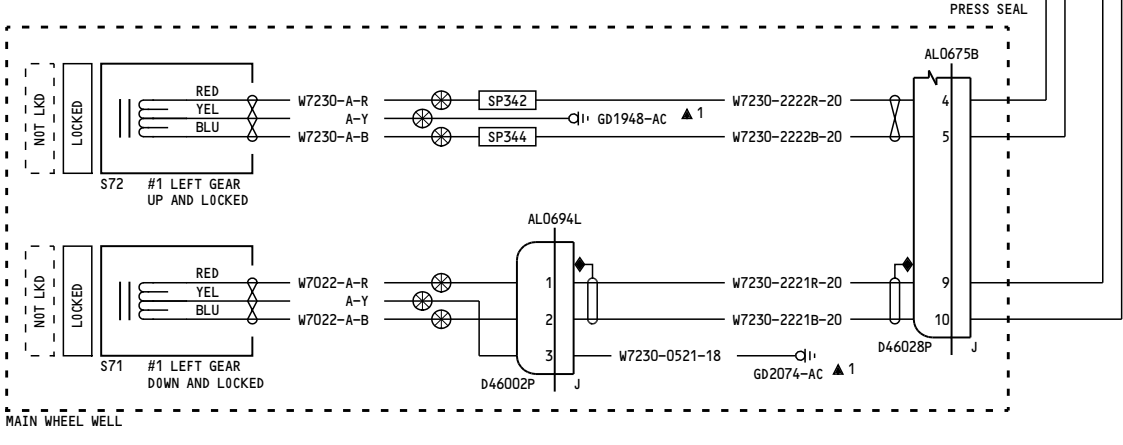 PRESS SEAL
AL0675B
NOT LKD
LOCKED
RED
YEL
BLU
W7230-A-R
A-Y
W7230-A-B
SP342
SP344
GD1948-AC
1
W7230-2222R-20
W7230-2222B-20
4
5
S72
#1 LEFT GEAR
UP AND LOCKED
AL0694L
NOT LKD
LOCKED
RED
YEL
BLU
W7022-A-R
A-Y
W7022-A-B
1
2
3
W7230-2221R-20
W7230-2221B-20
9
10
W7230-0521-18
GD2074-AC
1
S71
#1 LEFT GEAR
DOWN AND LOCKED
D46002P
J
D46028P
J
MAIN WHEEL WELL